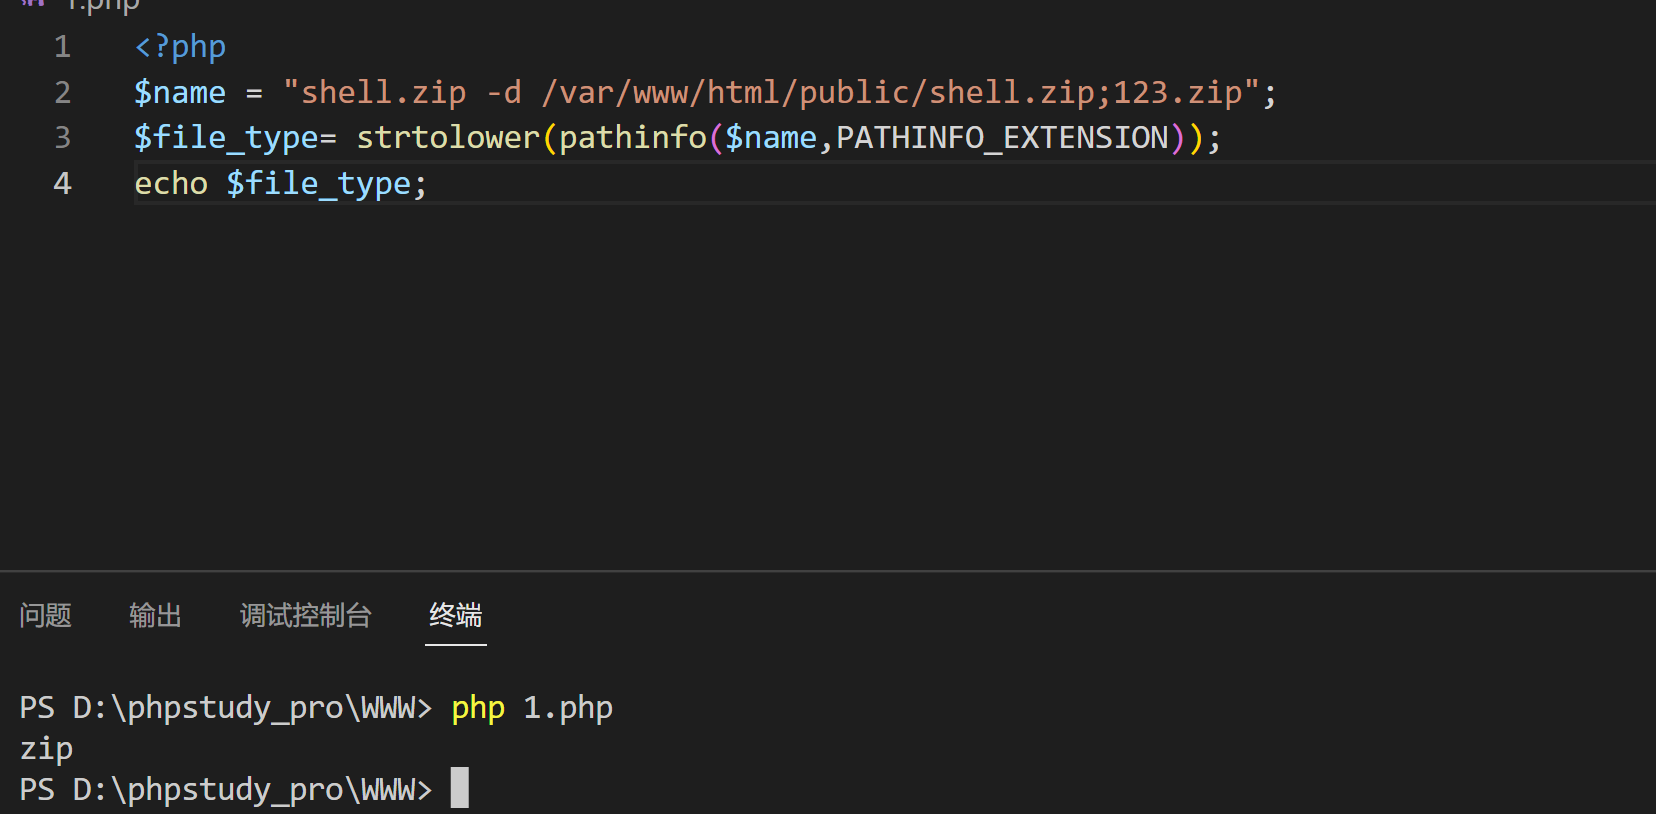 1.php
1 <?php
2 $name = "shell.zip -d /var/www/html/public/shell.zip;123.zip";
3 $file_type= strtolower(pathinfo($name,PATHINFO_EXTENSION));
4 echo $file_type;
问题 输出 调试控制台 终端
PS D:\phpstudy_pro\WWW> php 1.php
zip
PS D:\phpstudy_pro\WWW>